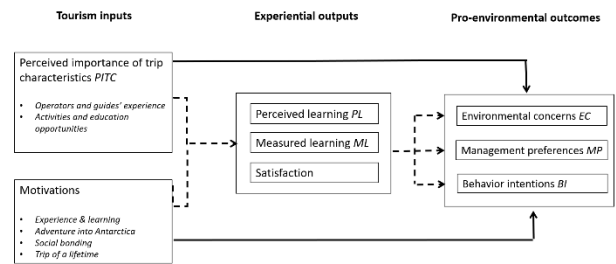 Tourism inputs
Experiential outputs
Pro-environmental outcomes
Perceived importance of trip
characteristics PITC
• Operators and guides' experience
• Activities and education
opportunities
Motivations
• Experience & learning
• Adventure into Antarctica
• Social bonding
• Trip of a lifetime
Perceived learning PL
Measured learning ML
Satisfaction
Environmental concerns EC
Management preferences MP
Behavior intentions BI